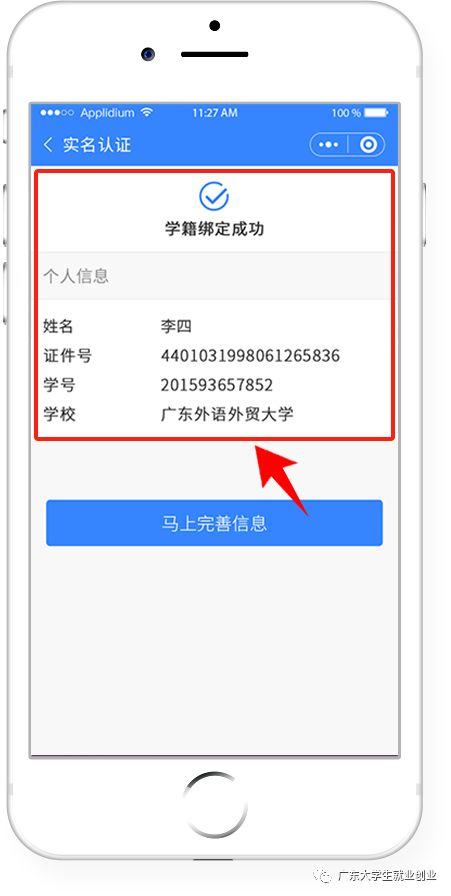 Applidium 11:27 AM 100 %
实名认证
学籍绑定成功
个人信息
姓名 李四
证件号 4401031998061265836
学号 201593657852
学校 广东外语外贸大学
马上完善信息
广东大学生就业创业